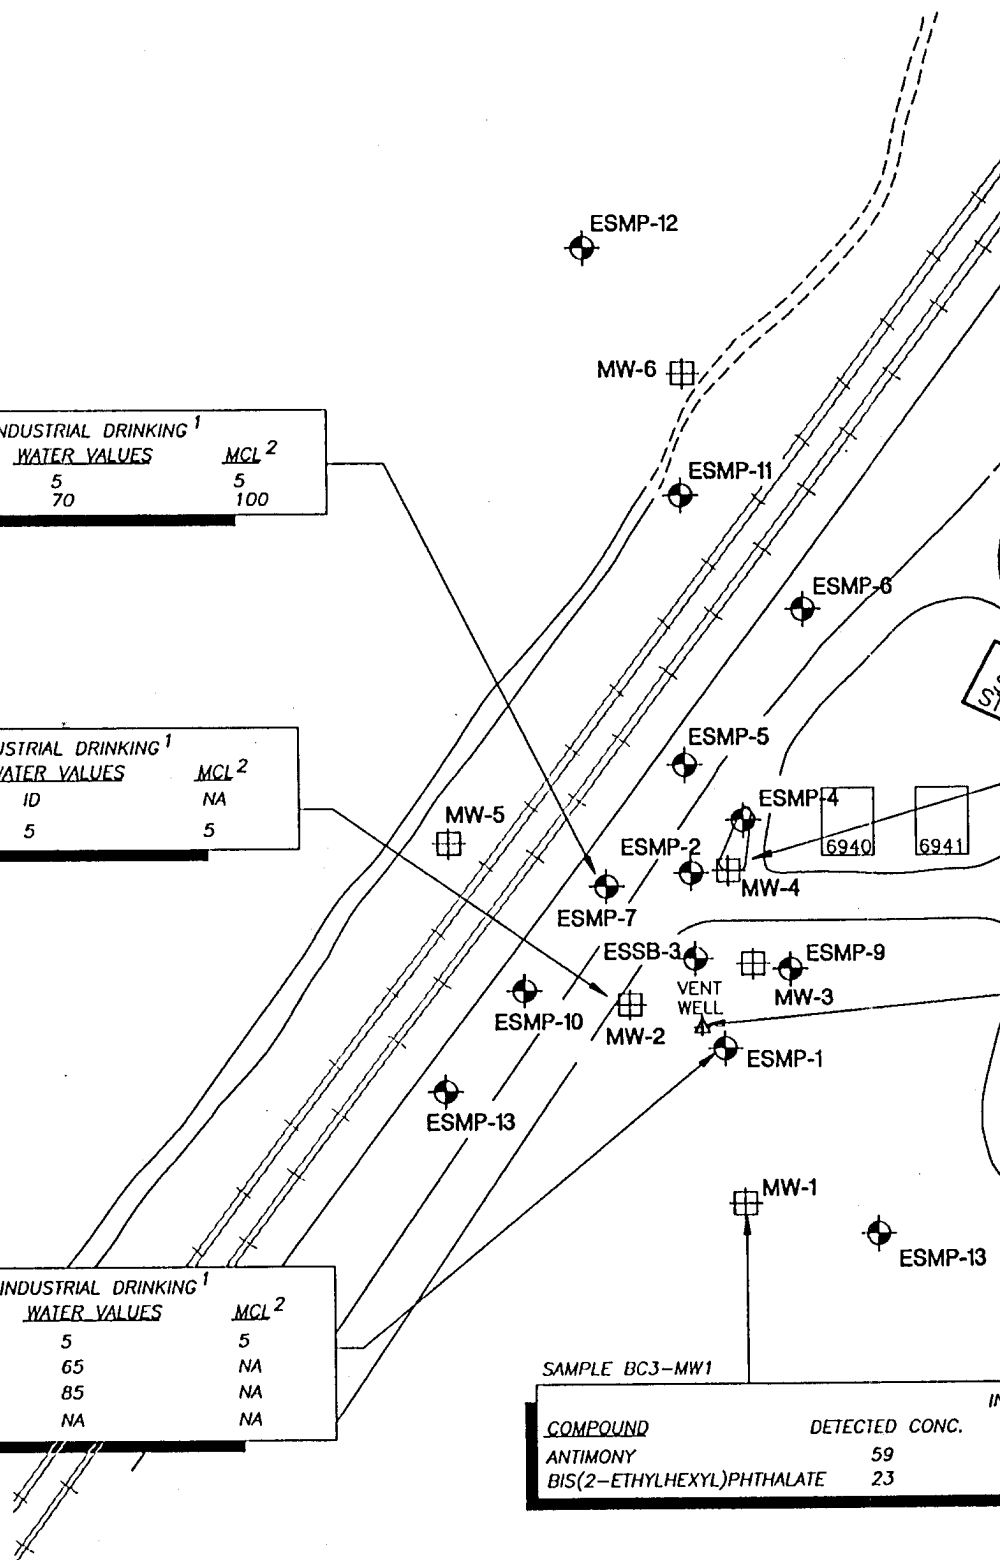 ESMP-12
MW-6
NDUSTRIAL DRINKING 1
WATER VALUES MCL 2
5 5
70 100
ESMP-11
ESMP-6
USTRIAL DRINKING 1
WATER VALUES MCL 2
ID NA
5 5
ESMP-5
MW-5
ESMP-4
ESMP-2
6940
6941
MW-4
ESMP-7
ESSB-3
ESMP-9
MW-3
VENT
WELL
ESMP-10
MW-2
ESMP-1
ESMP-13
MW-1
ESMP-13
INDUSTRIAL DRINKING 1
WATER VALUES MCL 2
5 5
65 NA
85 NA
NA NA
SAMPLE BC3-MW1
IN
COMPOUND DETECTED CONC.
ANTIMONY 59
BIS(2-ETHYLHEXYL)PHTHALATE 23